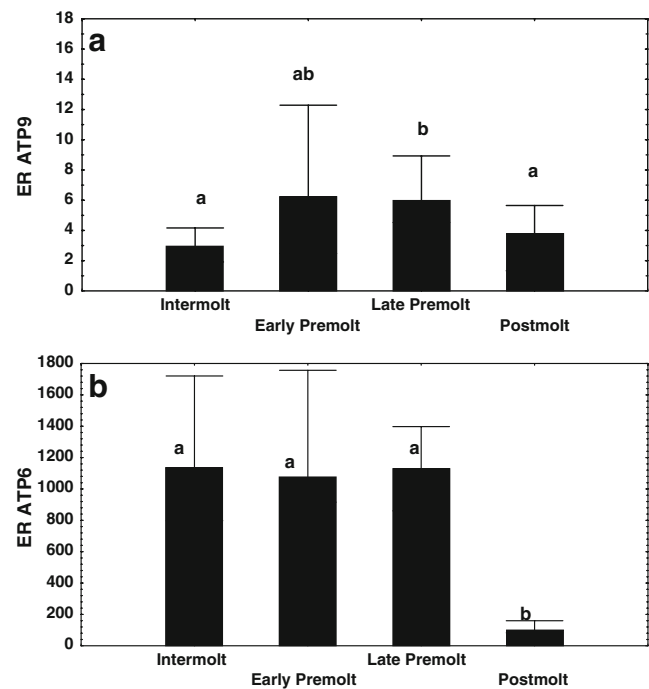 a
18
16
14
12
10
8
6
4
2
0
ER ATP9
a
ab
b
a
Intermolt
Early Premolt
Late Premolt
Postmolt
b
1800
1600
1400
1200
1000
800
600
400
200
0
ER ATP6
a
a
a
b
Intermolt
Early Premolt
Late Premolt
Postmolt